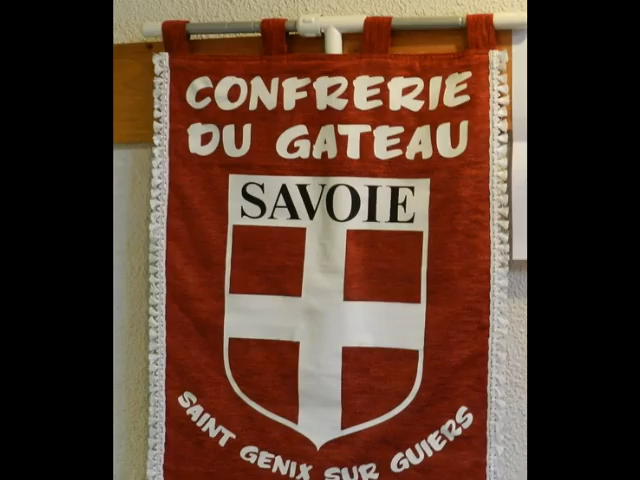 CONFRERIE
DU GATEAU
SAVOIE
SAINT GENIX SUR GUIERS